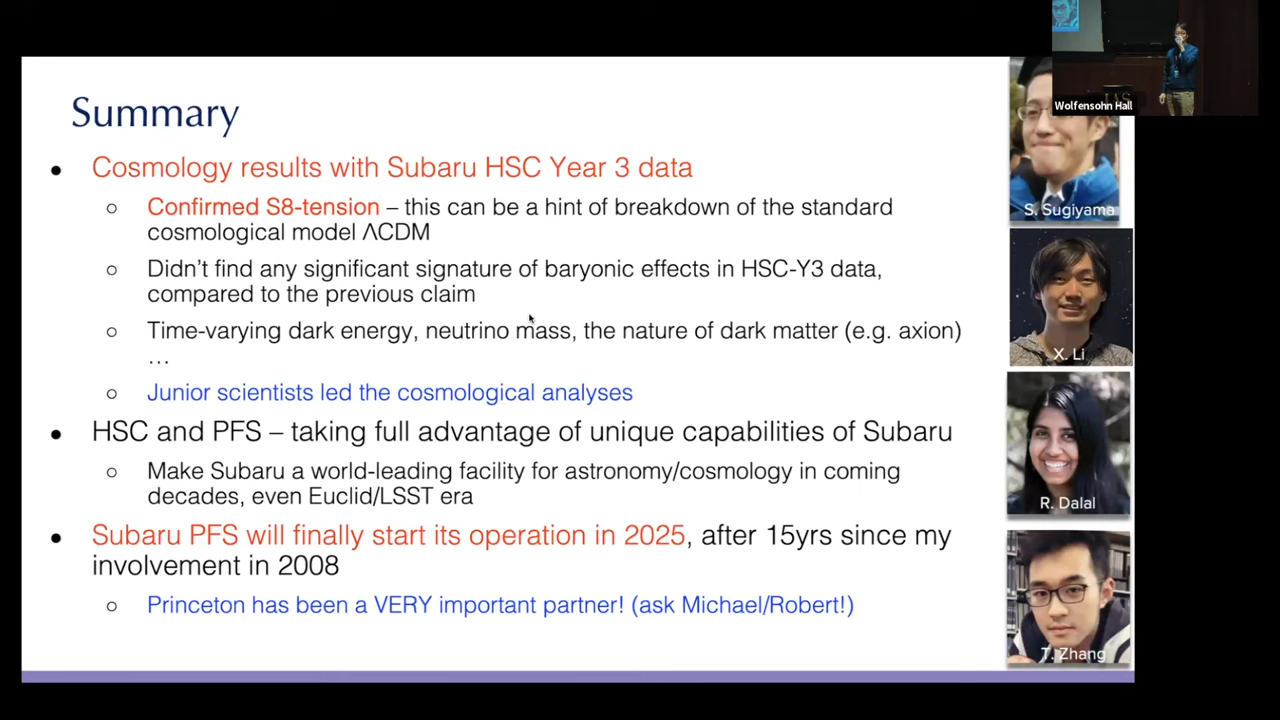 Summary
● Cosmology results with Subaru HSC Year 3 data
○ Confirmed S8-tension – this can be a hint of breakdown of the standard
cosmological model ΛCDM
○ Didn't find any significant signature of baryonic effects in HSC-Y3 data,
compared to the previous claim
○ Time-varying dark energy, neutrino mass, the nature of dark matter (e.g. axion)
…
○ Junior scientists led the cosmological analyses
● HSC and PFS – taking full advantage of unique capabilities of Subaru
○ Make Subaru a world-leading facility for astronomy/cosmology in coming
decades, even Euclid/LSST era
● Subaru PFS will finally start its operation in 2025, after 15yrs since my
involvement in 2008
○ Princeton has been a VERY important partner! (ask Michael/Robert!)
IAS
Wolfensohn Hall
S. Sugiyama
X. Li
R. Dalal
T. Zhang